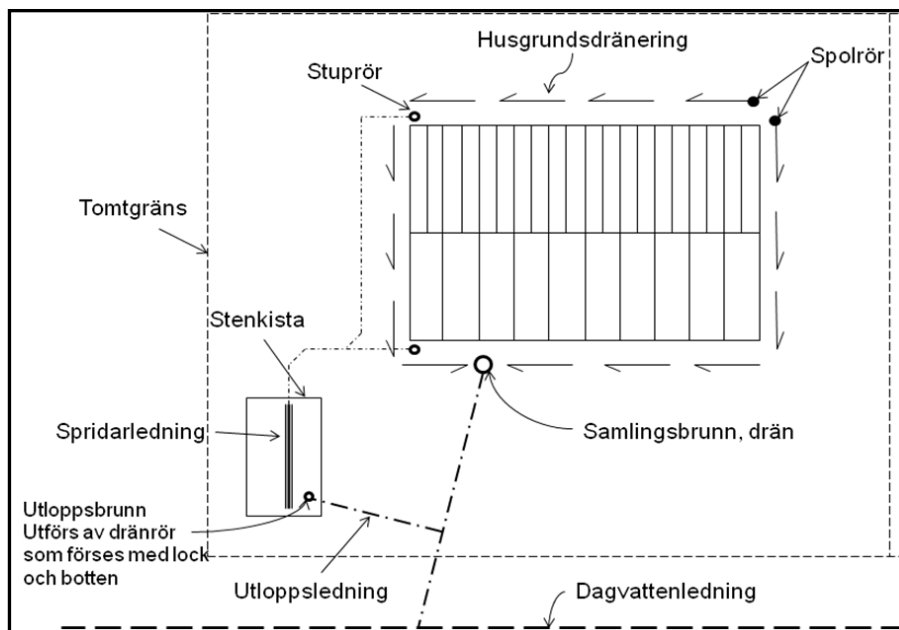 Husgrundsdränering
Spolrör
Stuprör
Tomtgräns
Stenkista
Spridarledning
Samlingsbrunn, drän
Utloppsbrunn
Utförs av dränrör
som förses med lock
och botten
Utloppsledning
Dagvattenledning